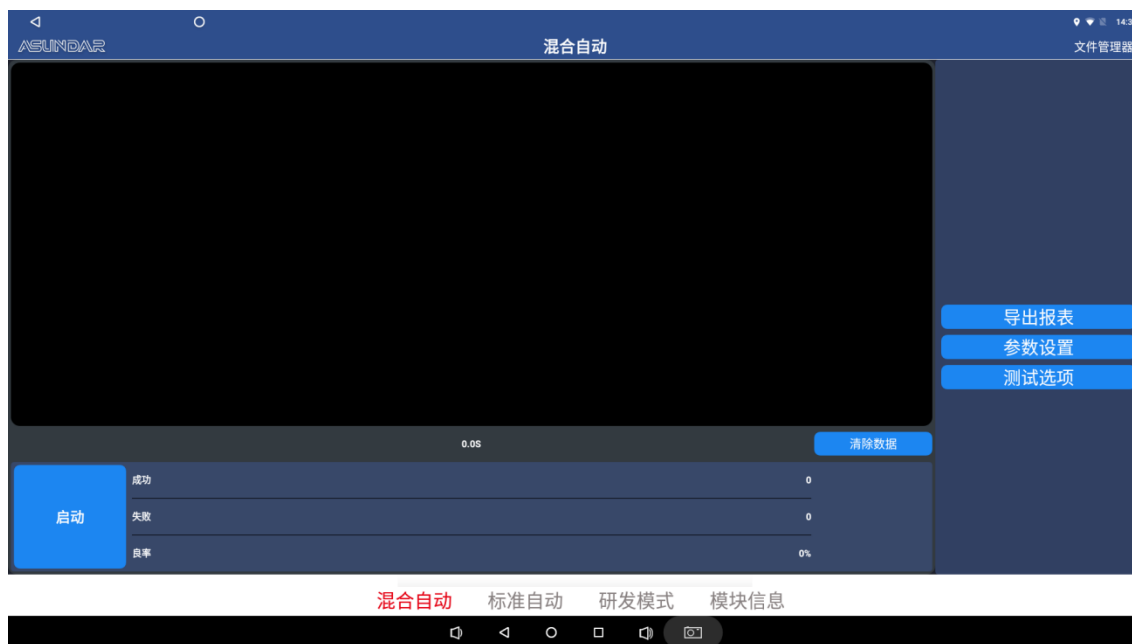 14:3
ASUNDAR
混合自动
文件管理器
导出报表
参数设置
测试选项
0.0S
清除数据
启动
成功 0
失败 0
良率 0%
混合自动 标准自动 研发模式 模块信息